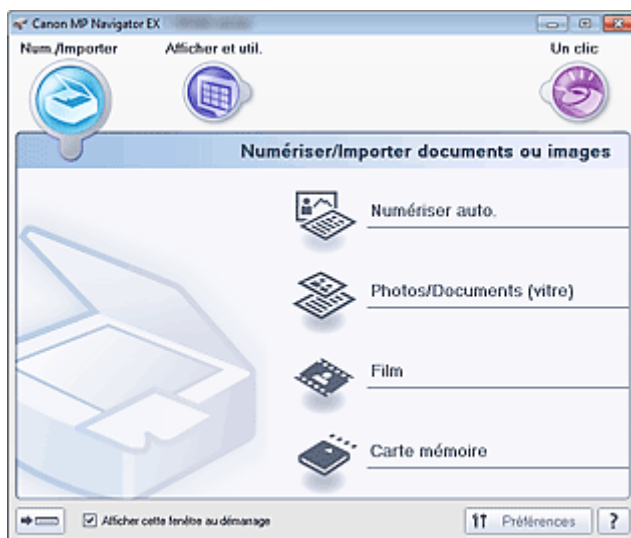 Canon MP Navigator EX
Num./Importer
Afficher et util.
Un clic
Numériser/Importer documents ou images
Numériser auto.
Photos/Documents (vitre)
Film
Carte mémoire
Afficher cette fenêtre au démarrage
Préférences
?